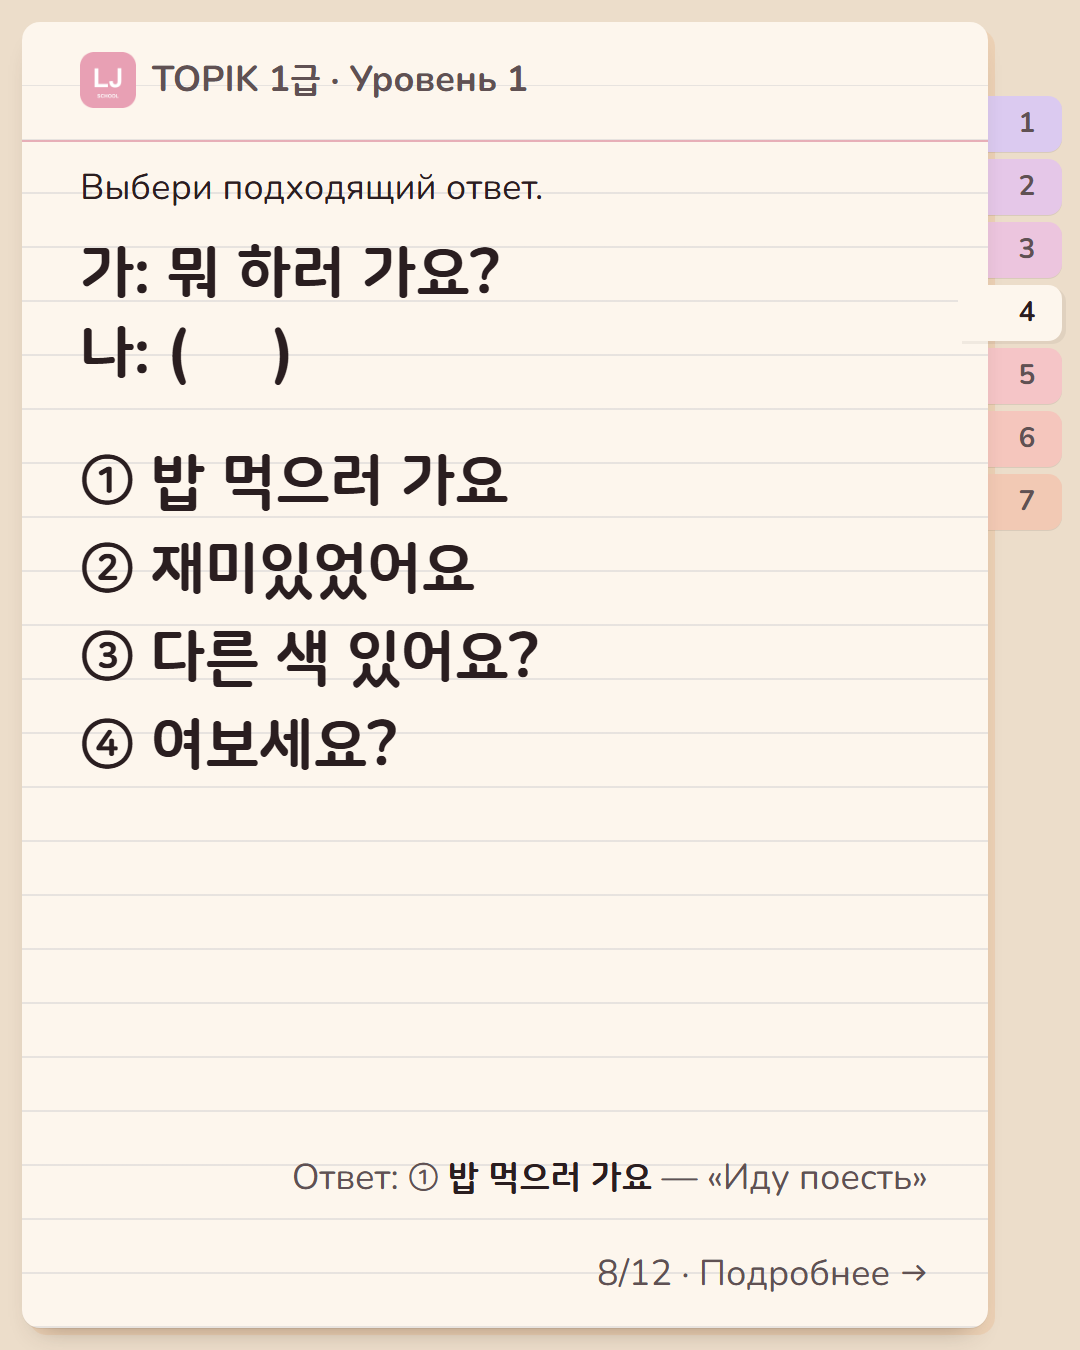 LJ
SCHOOL
TOPIK 1급 · Уровень 1
Выбери подходящий ответ.
가: 뭐 하러 가요?
나: ( )
① 밥 먹으러 가요
② 재미있었어요
③ 다른 색 있어요?
④ 여보세요?
Ответ: ① 밥 먹으러 가요 — «Иду поесть»
8/12 · Подробнее →
1
2
3
4
5
6
7